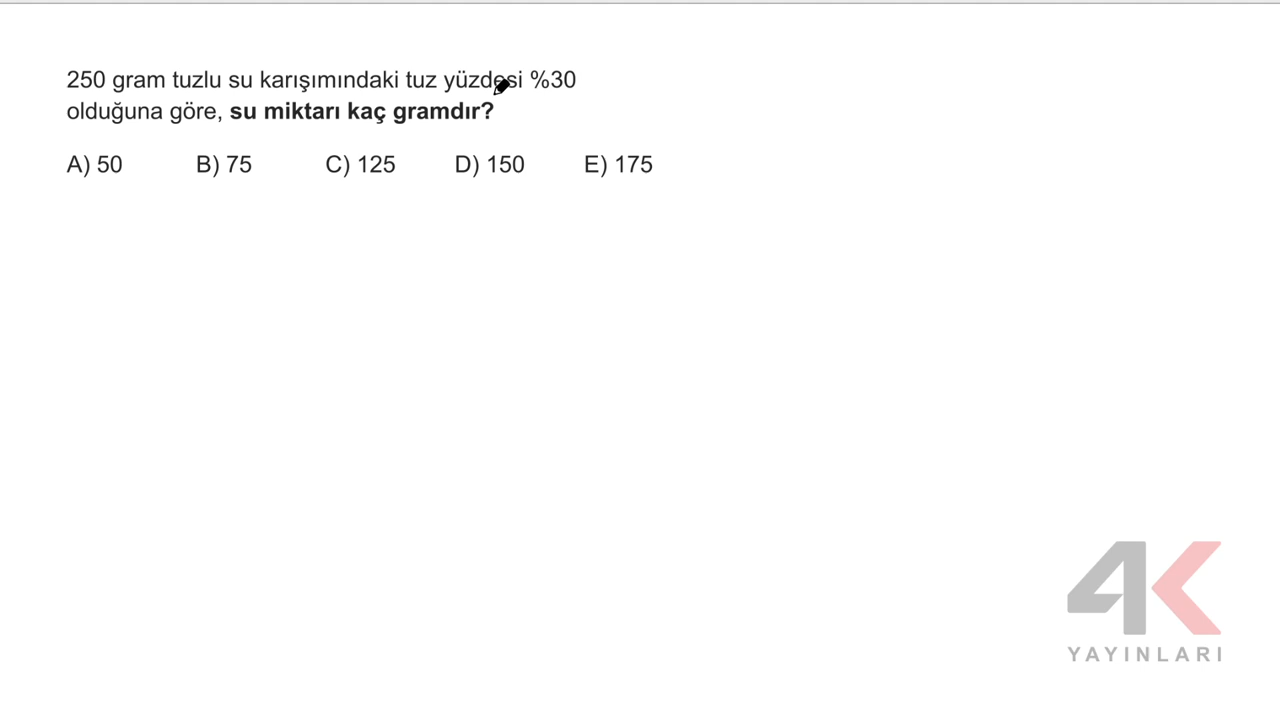 250 gram tuzlu su karışımındaki tuz yüzdesi %30
olduğuna göre, su miktarı kaç gramdır?
A) 50 B) 75 C) 125 D) 150 E) 175
4K
YAYINLARI